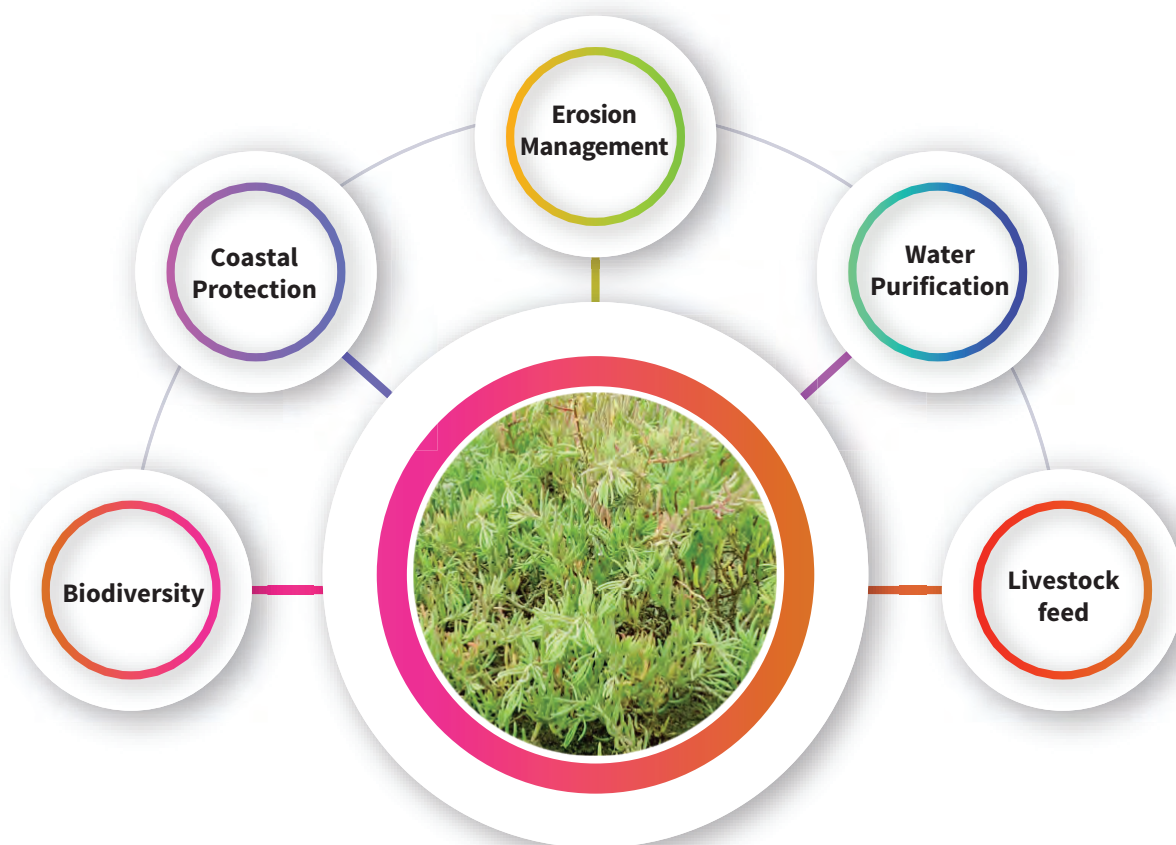 Erosion
Management
Coastal
Protection
Water
Purification
Biodiversity
Livestock
feed